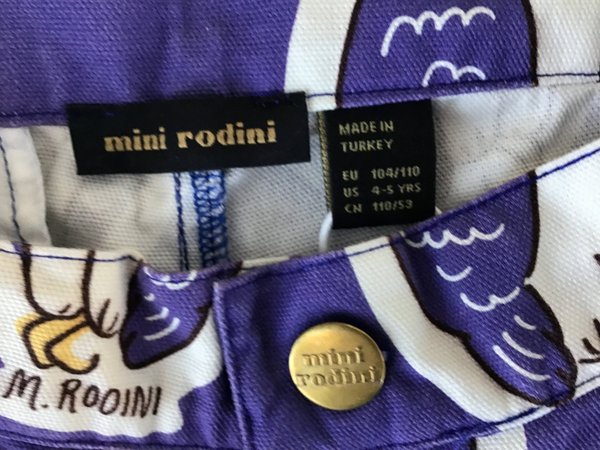 mini rodini
MADE IN
TURKEY
EU 104/110
US 4-5 YRS
CN 110/53
mini
rodini
M. RODINI